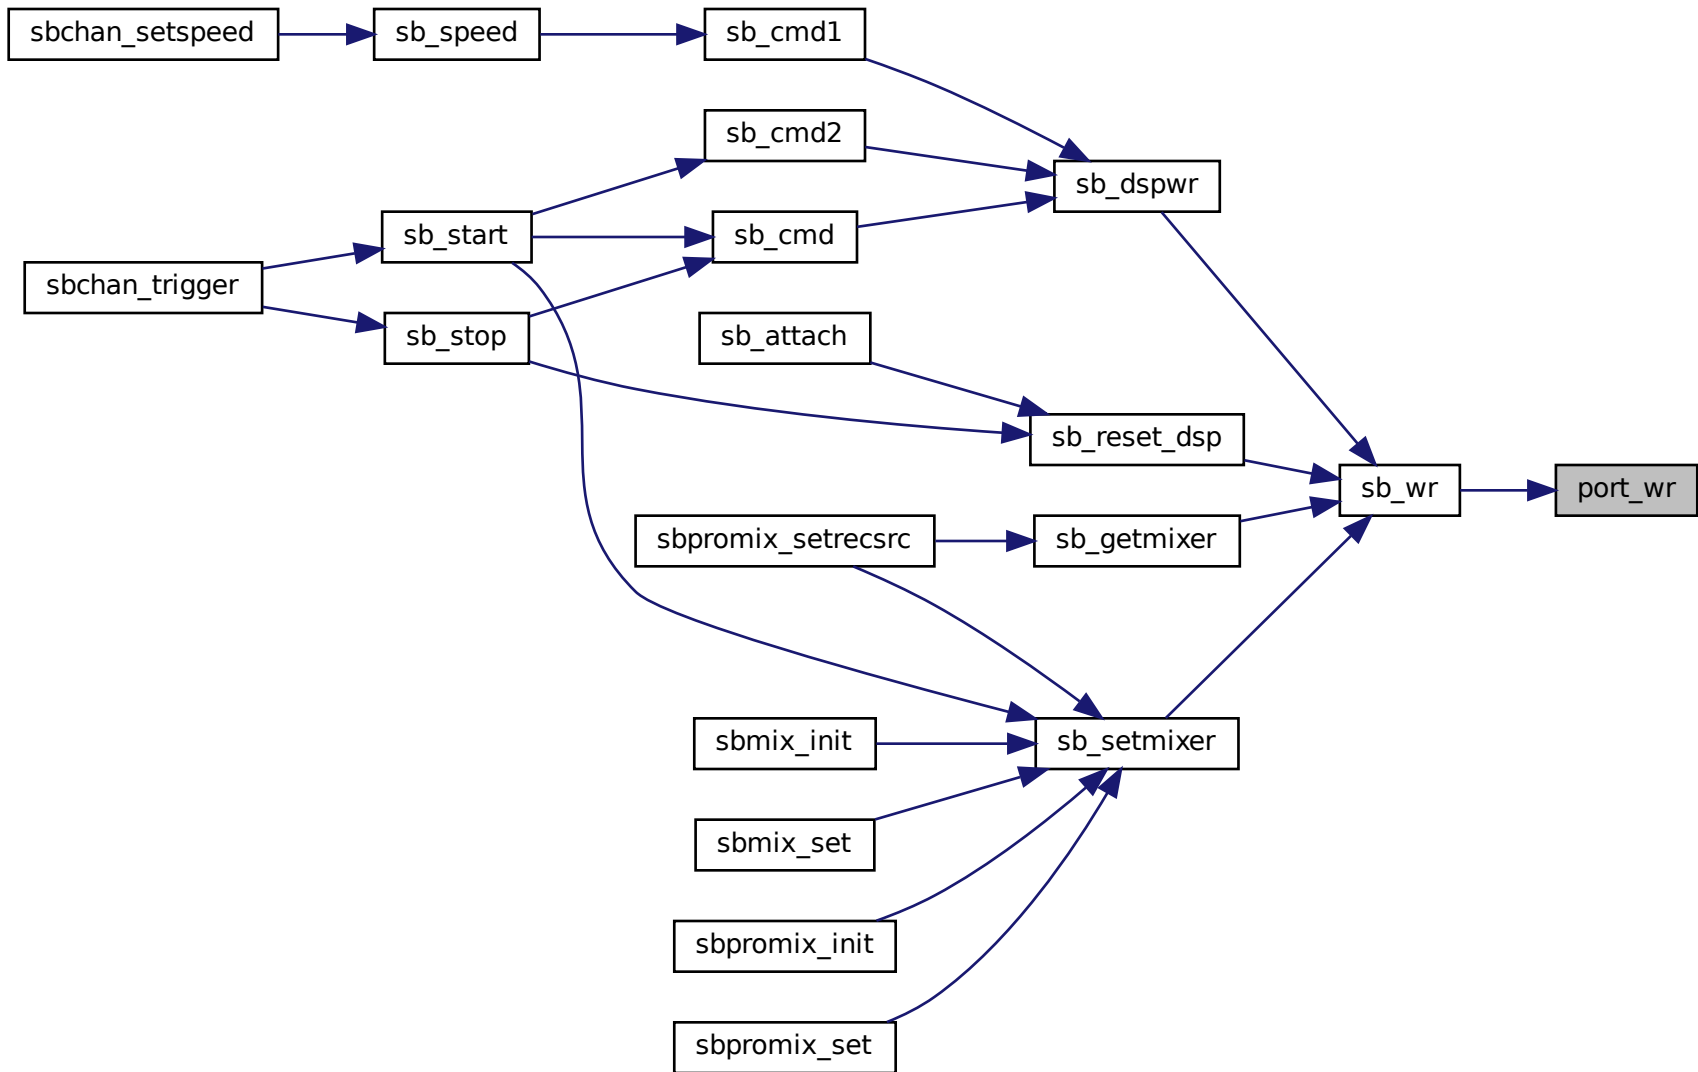 sbchan_setspeed
sb_speed
sb_cmd1
sb_cmd2
sb_dspwr
sb_start
sb_cmd
sbchan_trigger
sb_stop
sb_attach
sb_reset_dsp
sb_wr
port_wr
sbpromix_setrecsrc
sb_getmixer
sbmix_init
sb_setmixer
sbmix_set
sbpromix_init
sbpromix_set